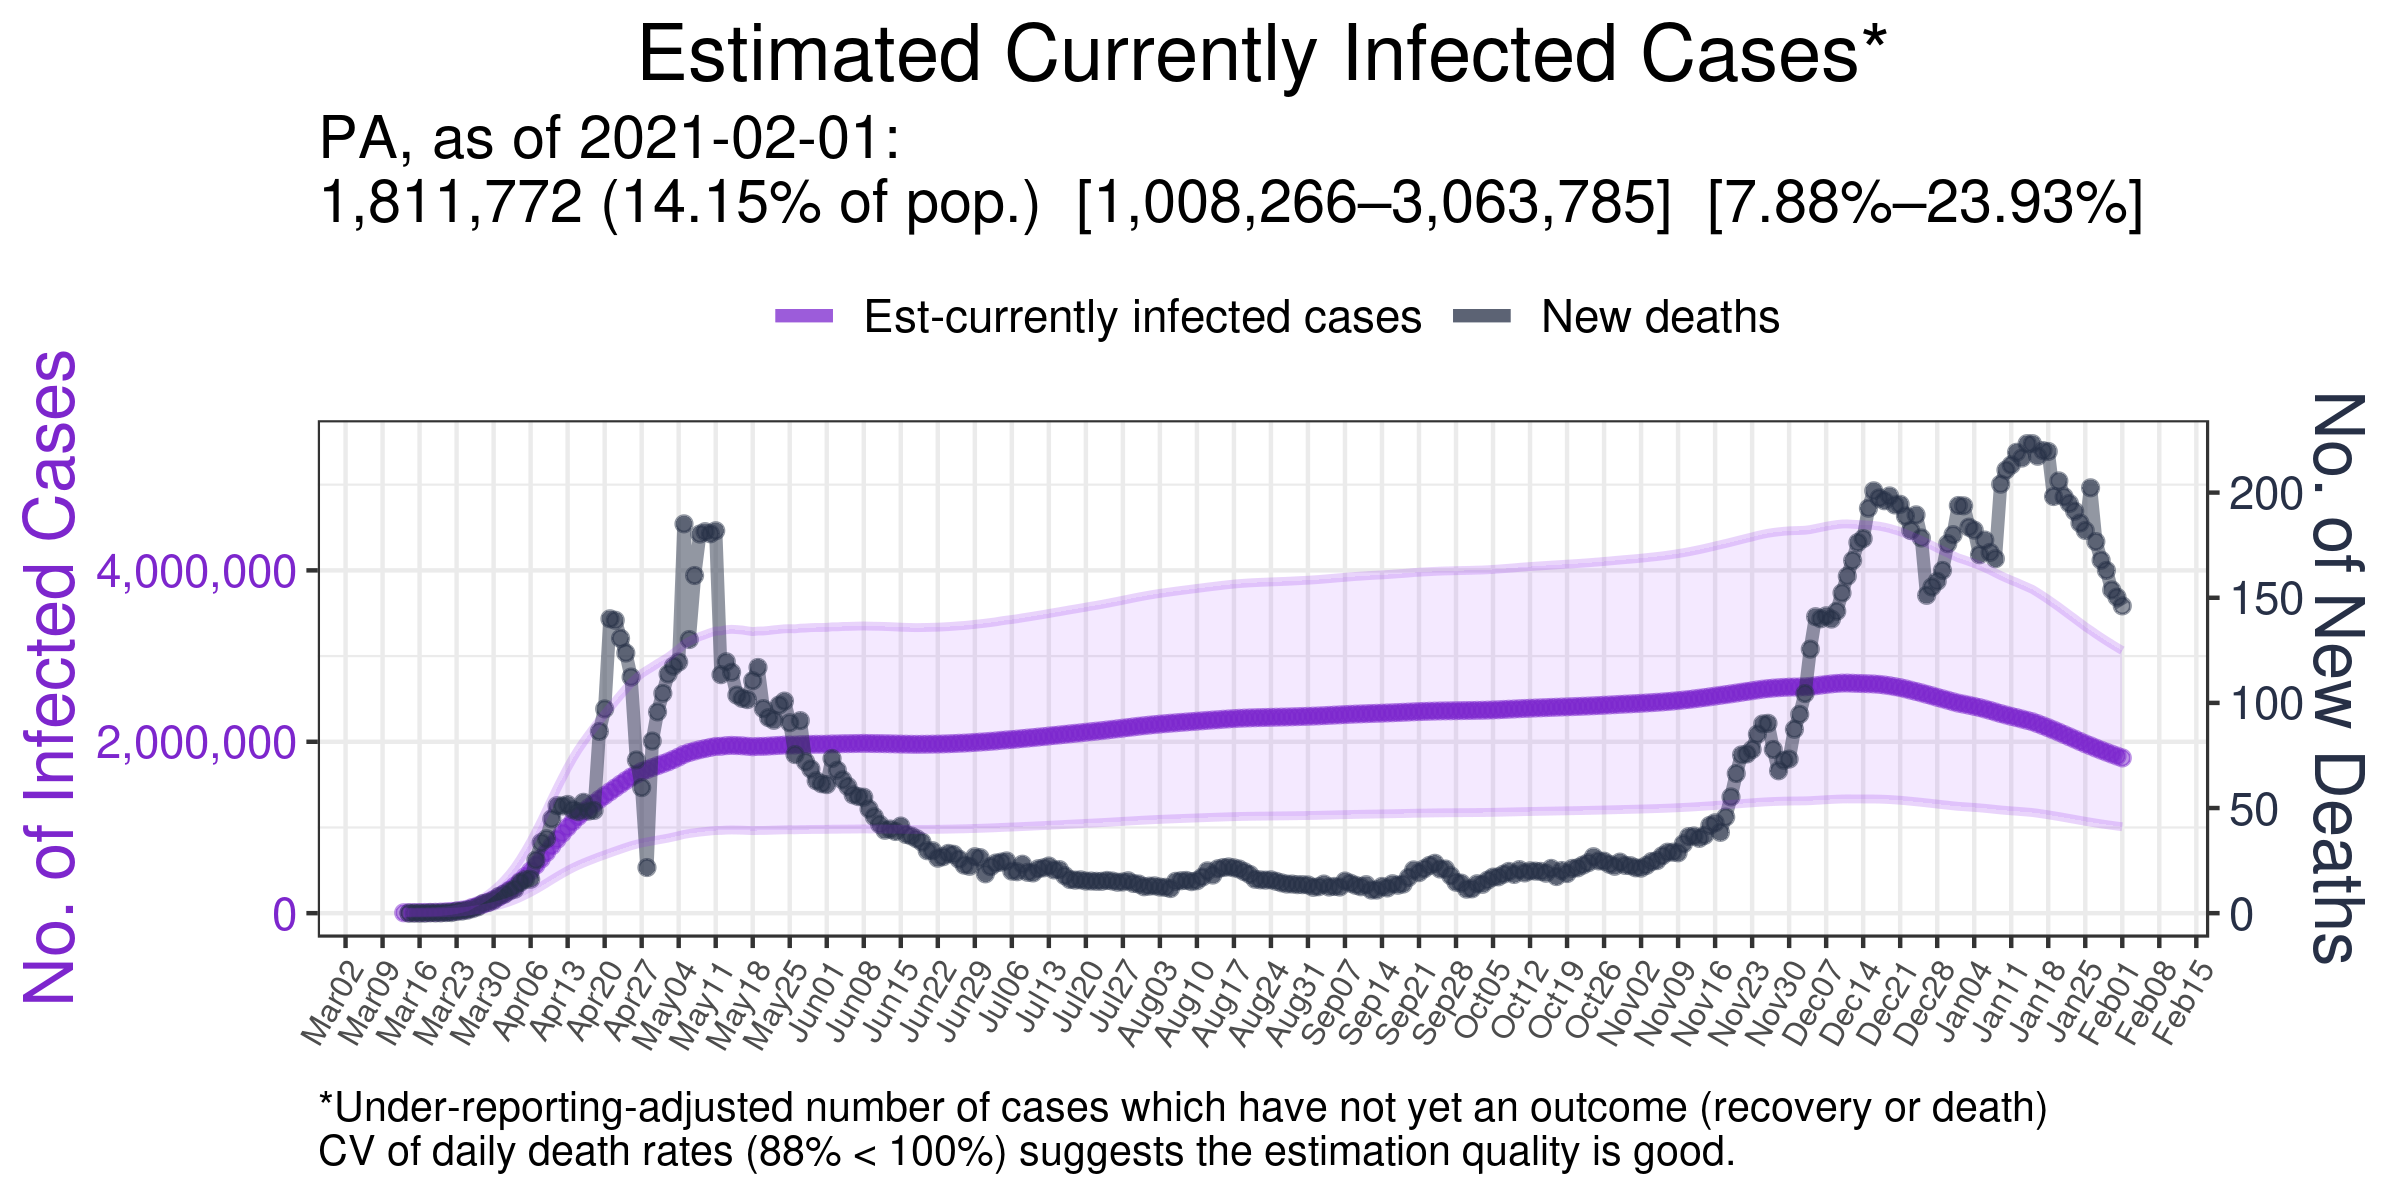 Estimated Currently Infected Cases*
PA, as of 2021-02-01:
1,811,772 (14.15% of pop.)  [1,008,266–3,063,785]  [7.88%–23.93%]
Est-currently infected cases
New deaths
No. of Infected Cases
4,000,000
2,000,000
0
No. of New Deaths
200
150
100
50
0
Mar02
Mar09
Mar16
Mar23
Mar30
Apr06
Apr13
Apr20
Apr27
May04
May11
May18
May25
Jun01
Jun08
Jun15
Jun22
Jun29
Jul06
Jul13
Jul20
Jul27
Aug03
Aug10
Aug17
Aug24
Aug31
Sep07
Sep14
Sep21
Sep28
Oct05
Oct12
Oct19
Oct26
Nov02
Nov09
Nov16
Nov23
Nov30
Dec07
Dec14
Dec21
Dec28
Jan04
Jan11
Jan18
Jan25
Feb01
Feb08
Feb15
*Under-reporting-adjusted number of cases which have not yet an outcome (recovery or death)
CV of daily death rates (88% < 100%) suggests the estimation quality is good.